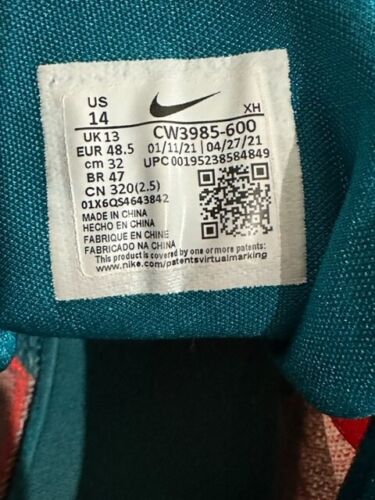 US
14
XH
UK 13
CW3985-600
EUR 48.5
01/11/21 | 04/27/21
cm 32
UPC 00195238584849
BR 47
CN 320(2.5)
01X6QS4643842
MADE IN CHINA
HECHO EN CHINA
FABRIQUE EN CHINE
FABRICADO NA CHINA
This product is covered by one or more patents:
www.nike.com/patentsvirtualmarking